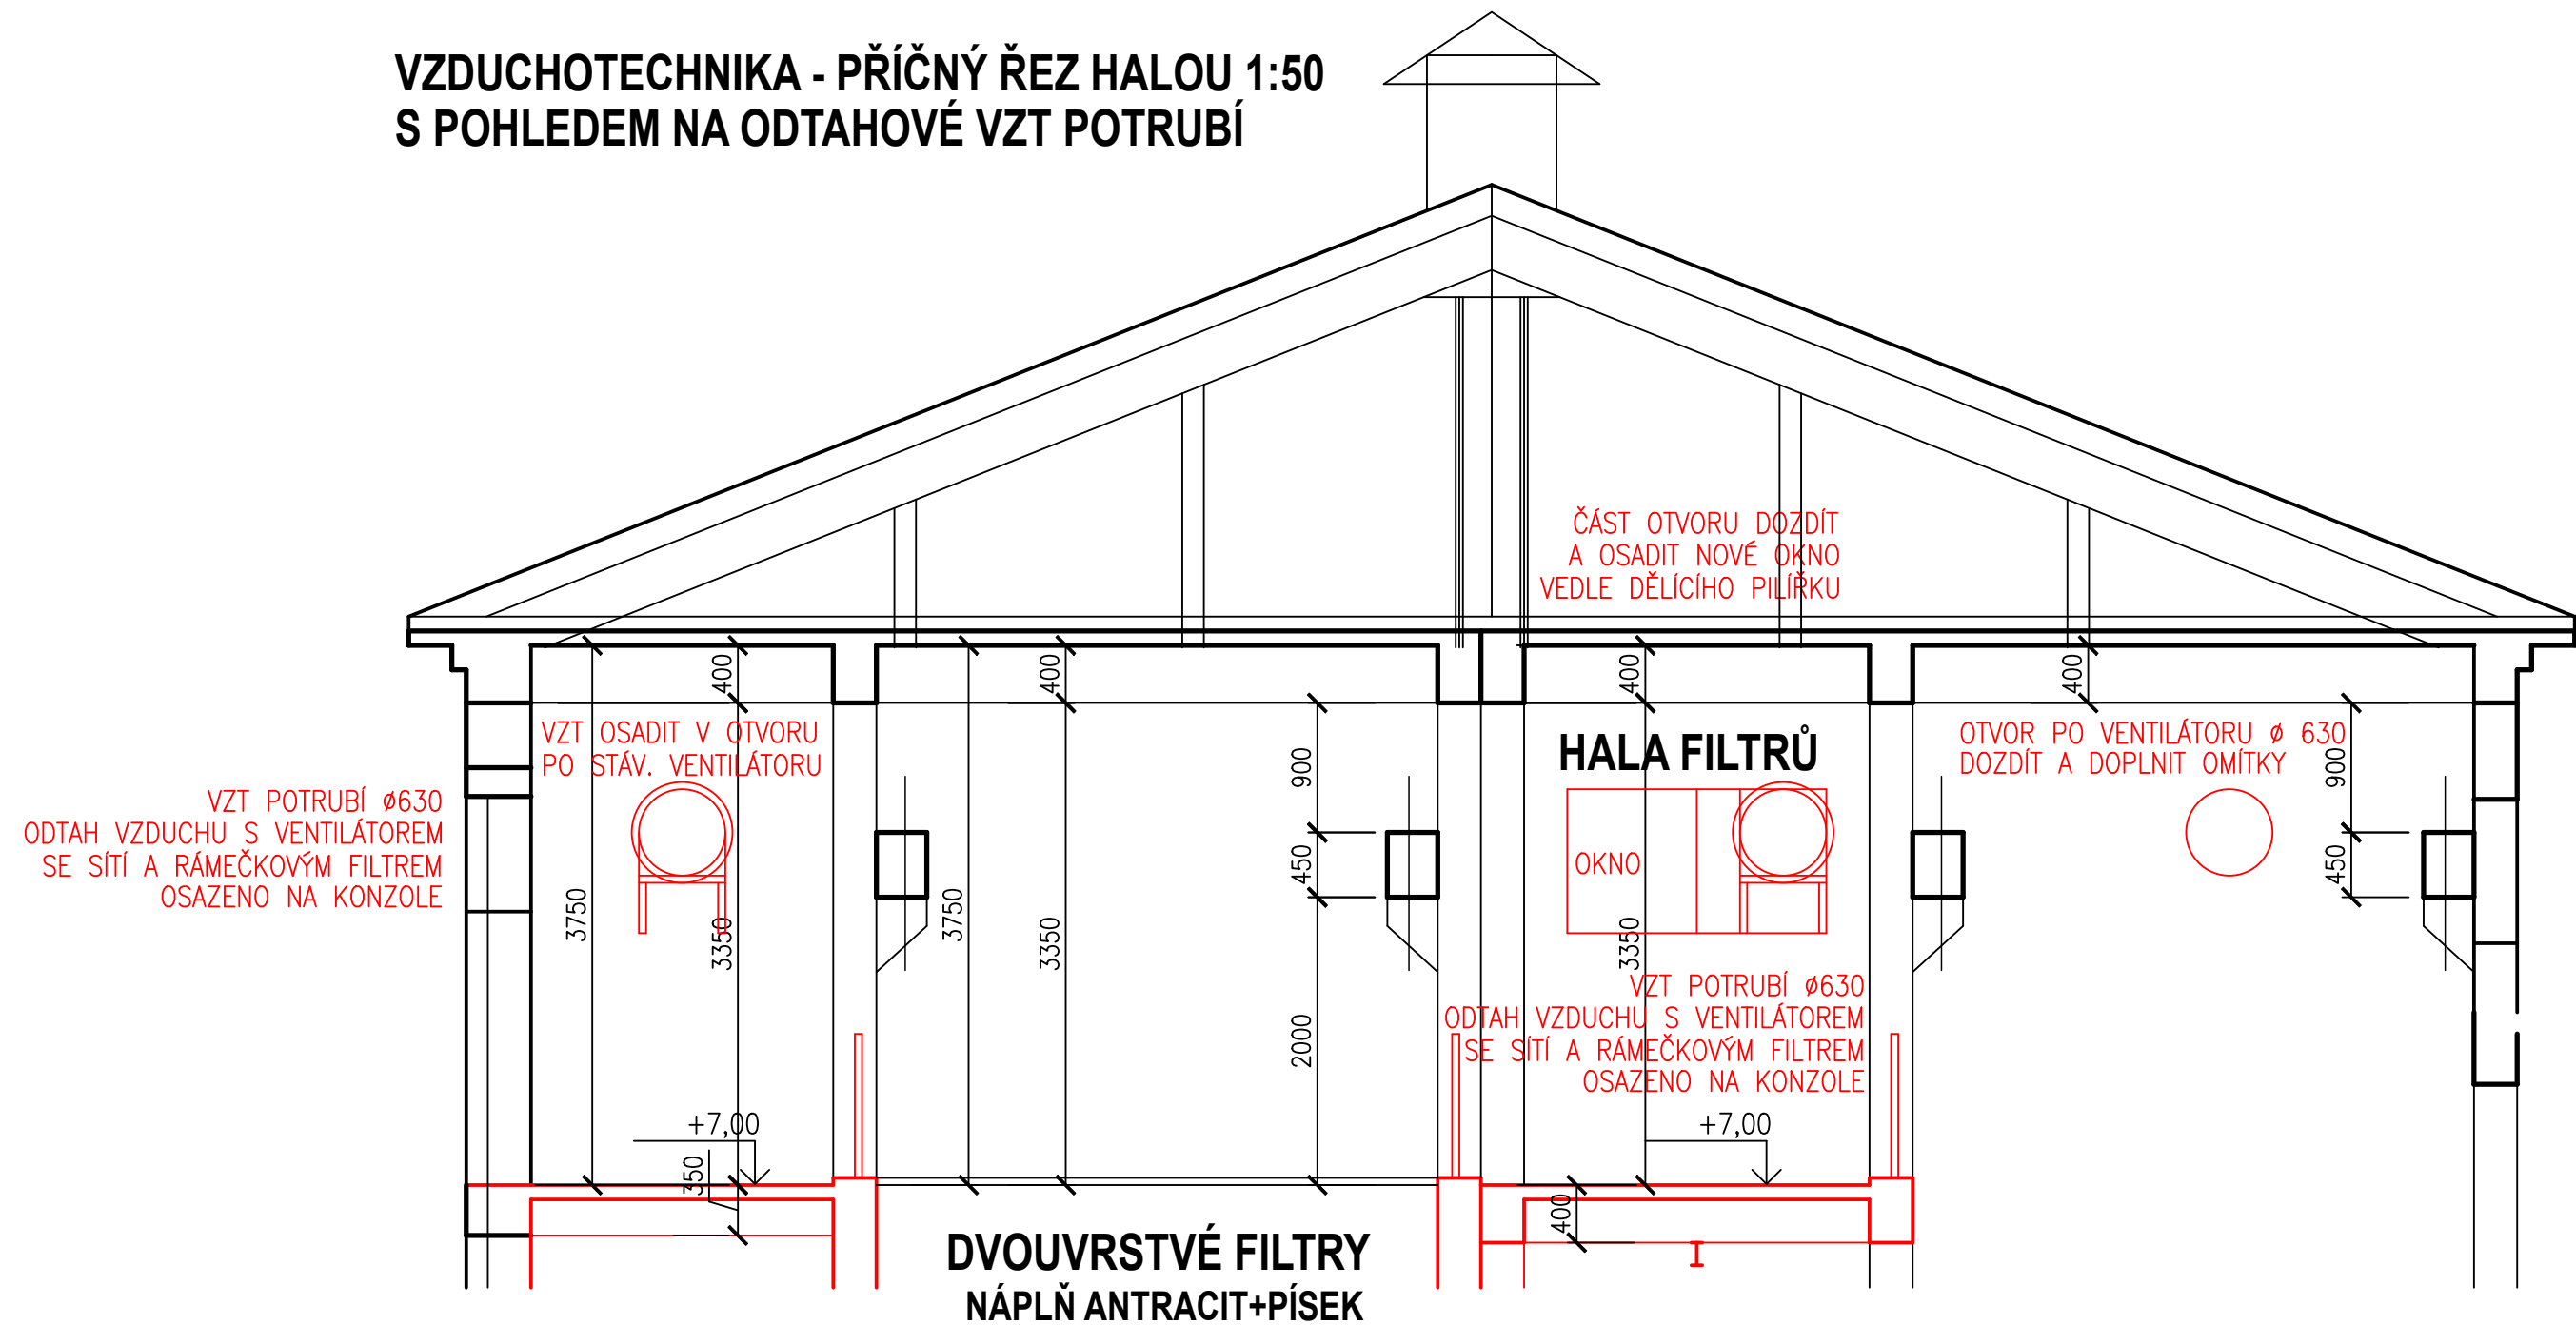 VZDUCHOTECHNIKA - PŘÍČNÝ ŘEZ HALOU 1:50
S POHLEDEM NA ODTAHOVÉ VZT POTRUBÍ
ČÁST OTVORU DOZDÍT
A OSADIT NOVÉ OKNO
VEDLE DĚLÍCÍHO PILÍŘKU
400
400
400
400
VZT OSADIT V OTVORU
PO STÁV. VENTILÁTORU
HALA FILTRŮ
OTVOR PO VENTILÁTORU ø 630
DOZDÍT A DOPLNIT OMÍTKY
900
900
VZT POTRUBÍ ø630
ODTAH VZDUCHU S VENTILÁTOREM
SE SÍTÍ A RÁMEČKOVÝM FILTREM
OSAZENO NA KONZOLE
OKNO
450
450
3750
3350
3750
3350
3350
VZT POTRUBÍ ø630
ODTAH VZDUCHU S VENTILÁTOREM
SE SÍTÍ A RÁMEČKOVÝM FILTREM
OSAZENO NA KONZOLE
2000
+7,00
+7,00
350
400
DVOUVRSTVÉ FILTRY
NÁPLŇ ANTRACIT+PÍSEK